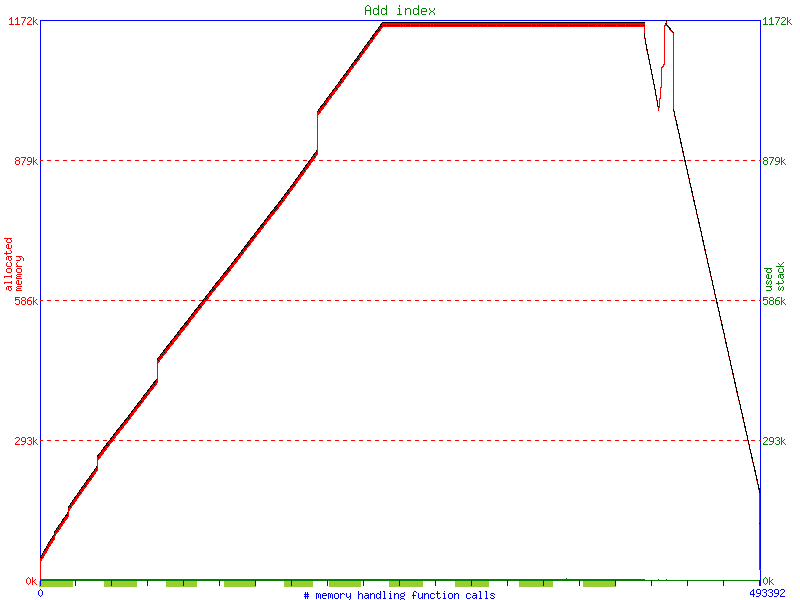 Add index
1172k
1172k
879k
879k
allocated
memory
used
stack
586k
586k
293k
293k
0k
0k
0
# memory handling function calls
493392